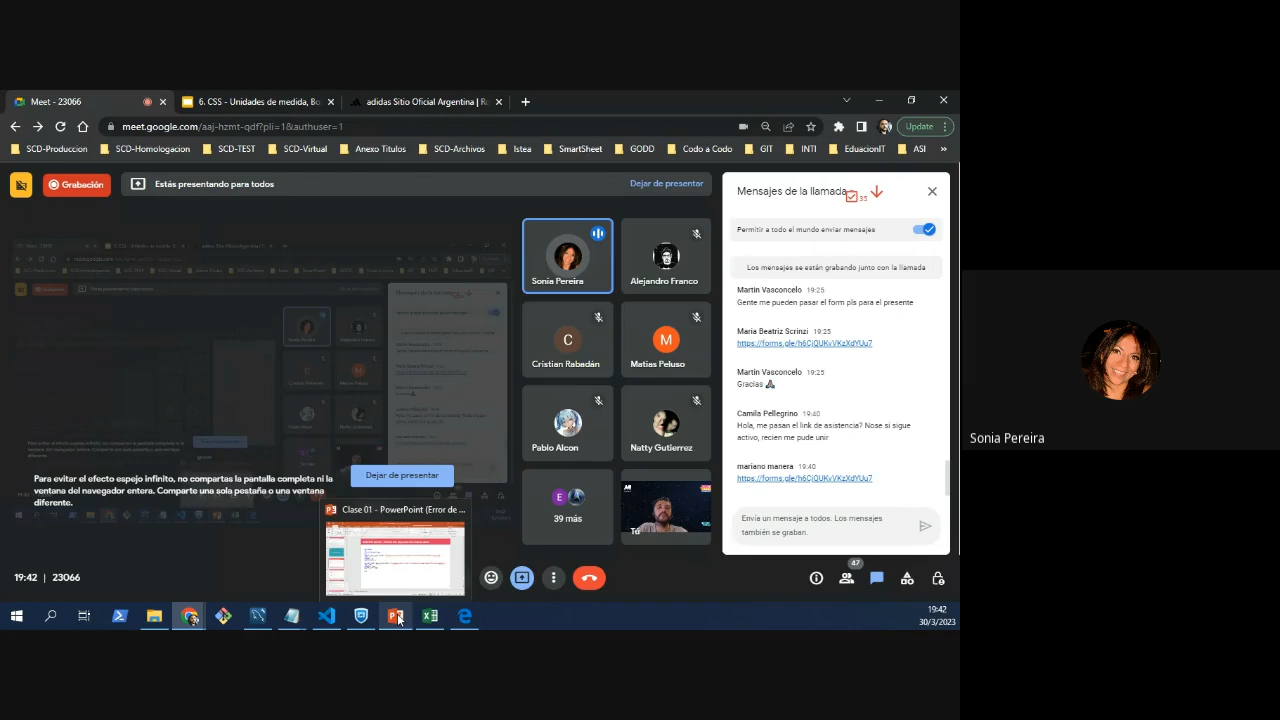 Meet - 23066
6. CSS - Unidades de medida, Bo
adidas Sitio Oficial Argentina | R
meet.google.com/aaj-hzmt-qdf?pli=1&authuser=1
Update
SCD-Produccion
SCD-Homologacion
SCD-TEST
SCD-Virtual
Anexo Titulos
SCD-Archivos
Istea
SmartSheet
GODD
Codo a Codo
GIT
INTI
EduacionIT
ASI
»
Grabación
Estás presentando para todos
Dejar de presentar
Mensajes de la llamada
35
Permitir a todo el mundo enviar mensajes
Los mensajes se están grabando junto con la llamada
Martin Vasconcelo 19:25
Gente me pueden pasar el form pls para el presente
Maria Beatriz Scrinzi 19:25
https://forms.gle/h6CjQUKvVKzXdYUu7
Martin Vasconcelo 19:25
Gracias
Camila Pellegrino 19:40
Hola, me pasan el link de asistencia? Nose si sigue
activo, recien me pude unir
mariano manera 19:40
https://forms.gle/h6CjQUKvVKzXdYUu7
Envía un mensaje a todos. Los mensajes
también se graban.
Sonia Pereira
Alejandro Franco
C
Cristian Rabadán
M
Matias Peluso
Pablo Alcon
Natty Gutierrez
E
39 más
Para evitar el efecto espejo infinito, no compartas la pantalla completa ni la
ventana del navegador entera. Comparte una sola pestaña o una ventana
diferente.
Dejar de presentar
Clase 01 - PowerPoint (Error de ...
19:42 | 23066
47
19:42
30/3/2023
Sonia Pereira